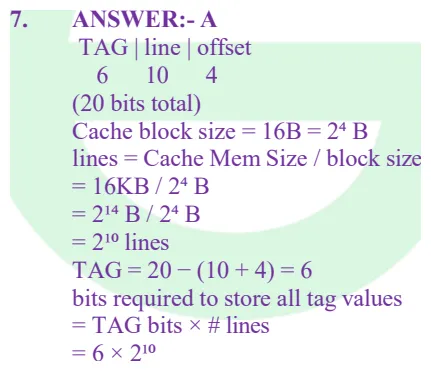 7. ANSWER:- A
TAG | line | offset
6 10 4
(20 bits total)
Cache block size = 16B = 2⁴ B
lines = Cache Mem Size / block size
= 16KB / 2⁴ B
= 2¹⁴ B / 2⁴ B
= 2¹⁰ lines
TAG = 20 − (10 + 4) = 6
bits required to store all tag values
= TAG bits × # lines
= 6 × 2¹⁰